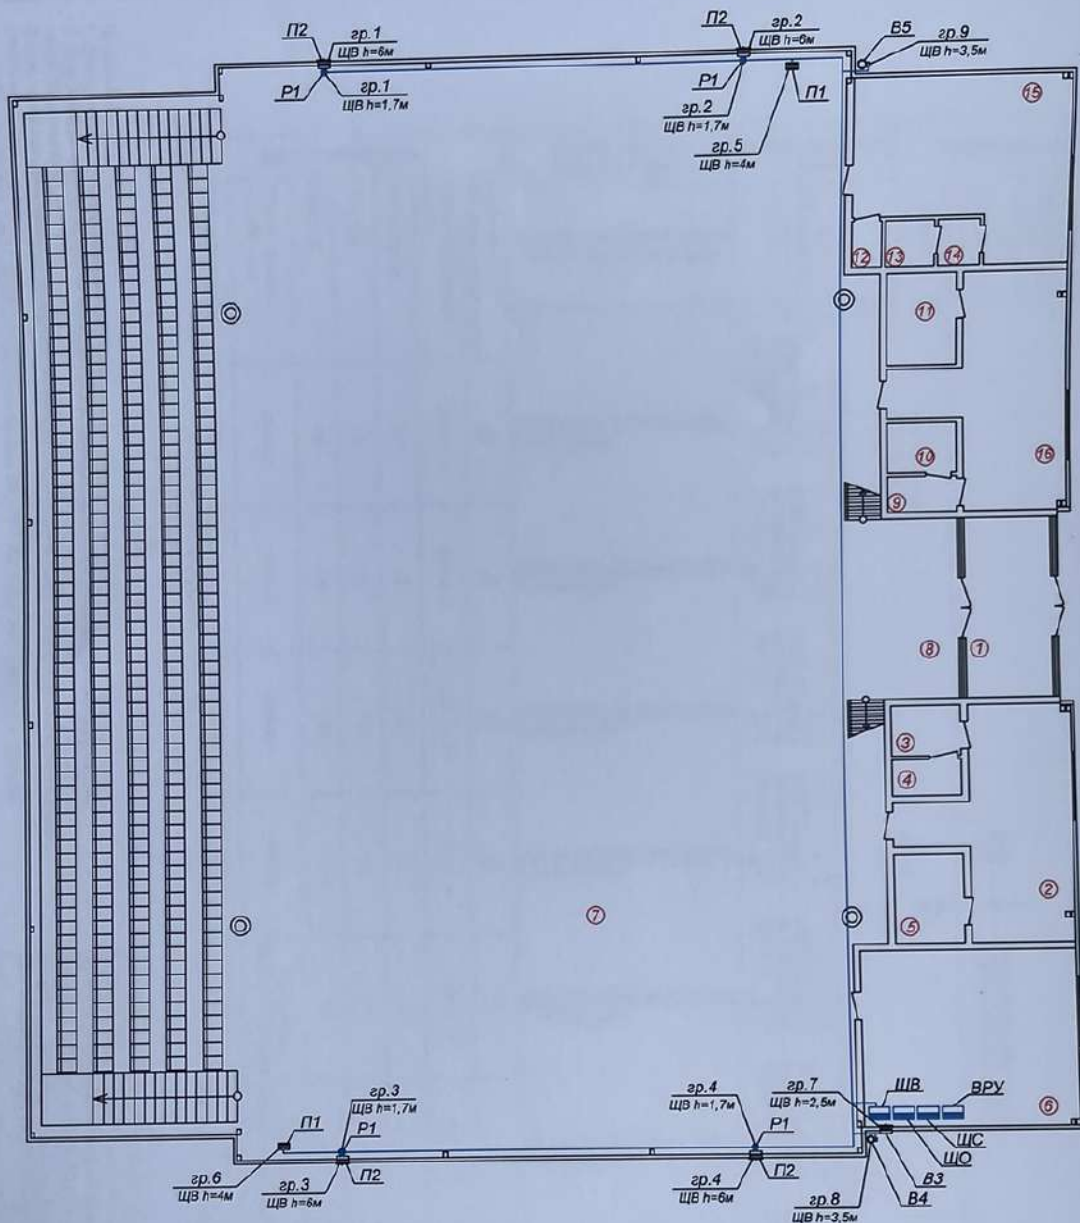 П2
гр.1
ЩВ h=6м
П2
гр.2
ЩВ h=6м
В5
гр.9
ЩВ h=3,5м
Р1
гр.1
ЩВ h=1,7м
Р1
гр.2
ЩВ h=1,7м
П1
гр.5
ЩВ h=4м
15
12
13
14
11
16
10
9
8
1
3
4
2
5
7
6
гр.3
ЩВ h=1,7м
гр.4
ЩВ h=1,7м
гр.7
ЩВ h=2,5м
ЩВ
ВРУ
П1
Р1
Р1
ЩС
ЩО
гр.6
ЩВ h=4м
гр.3
ЩВ h=6м
П2
гр.4
ЩВ h=6м
П2
В3
В4
гр.8
ЩВ h=3,5м